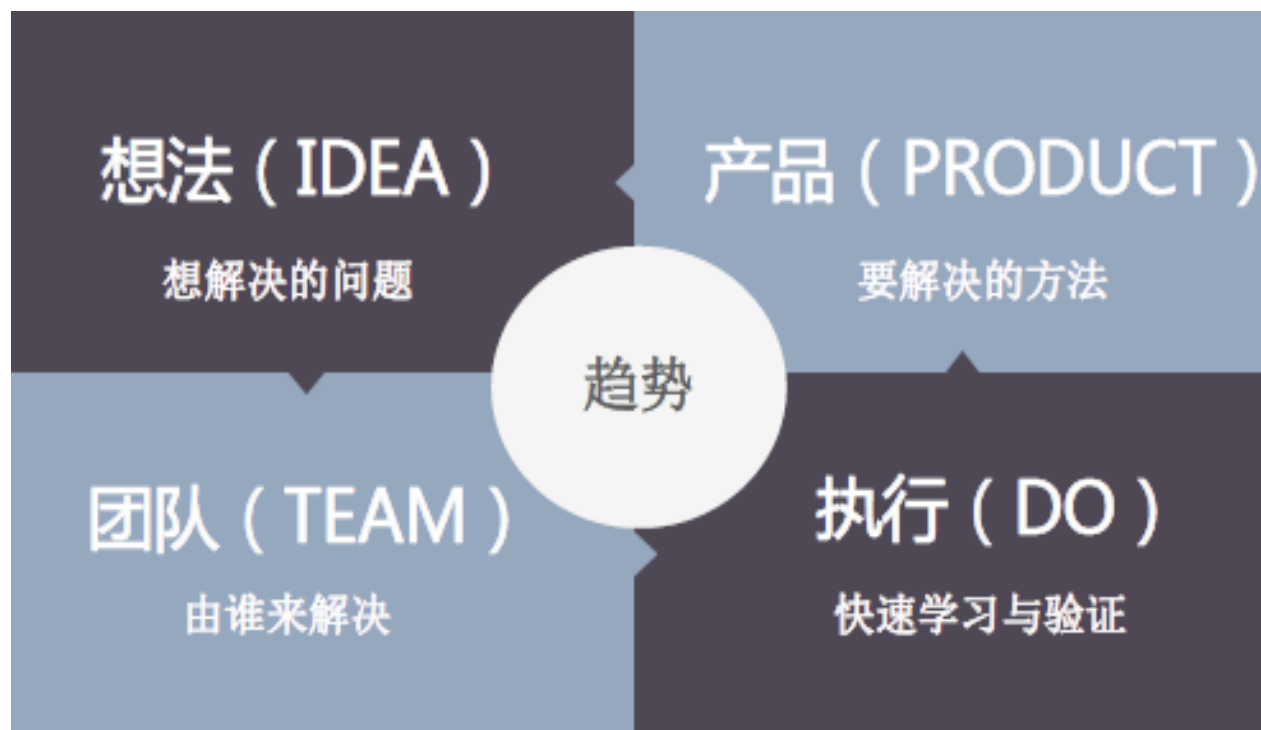 想法（IDEA）
想解决的问题
产品（PRODUCT）
要解决的方法
趋势
团队（TEAM）
由谁来解决
执行（DO）
快速学习与验证